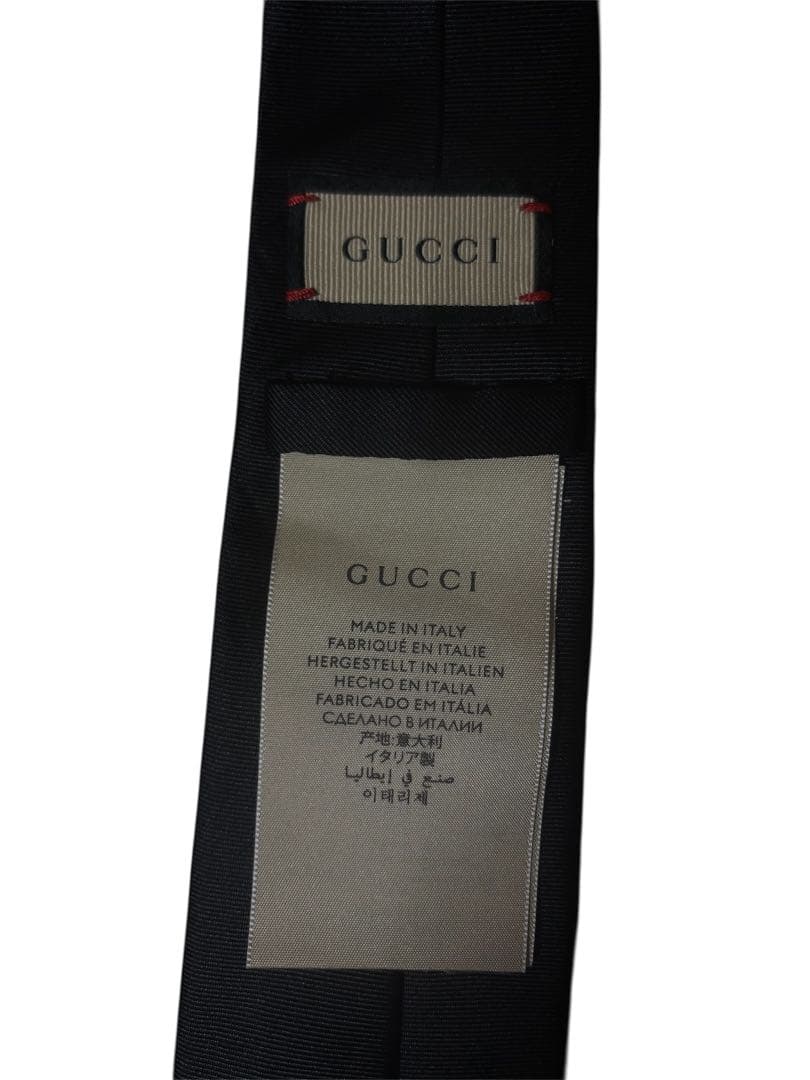 GUCCI
GUCCI
MADE IN ITALY
FABRIQUÉ EN ITALIE
HERGESTELLT IN ITALIEN
HECHO EN ITALIA
FABRICADO EM ITÁLIA
СДЕЛАНО В ИТАЛИИ
产地:意大利
イタリア製
صنع في إيطاليا
이태리제